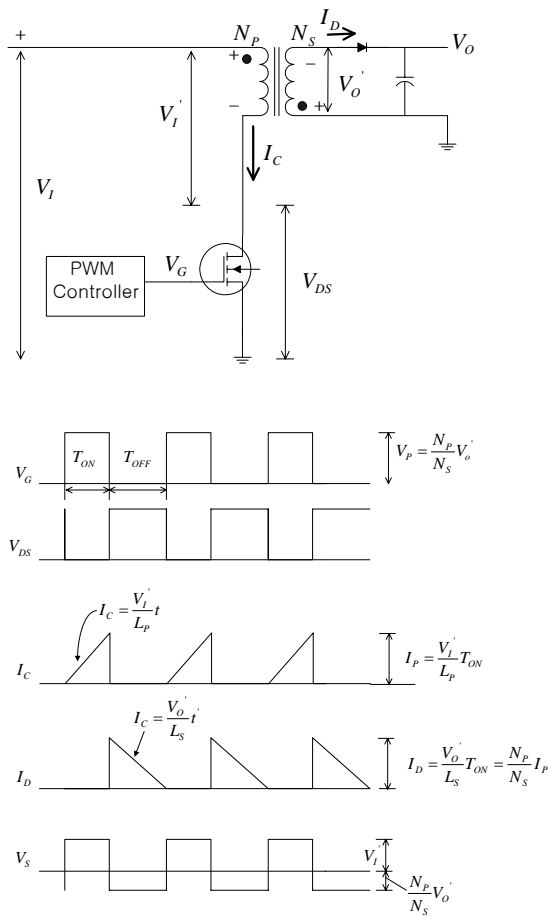 + N_P N_S I_D V_O
+ −
V_I' V_O'
− +
I_C
V_I
PWM
Controller
V_G
V_DS
V_G T_ON T_OFF V_P = N_P/N_S V_o'
V_DS
I_C = V_I'/L_P t
I_C I_P = V_I'/L_P T_ON
I_C = V_O'/L_S t'
I_D I_D = V_O'/L_S T_ON = N_P/N_S I_P
V_S V_I'
N_P/N_S V_O'